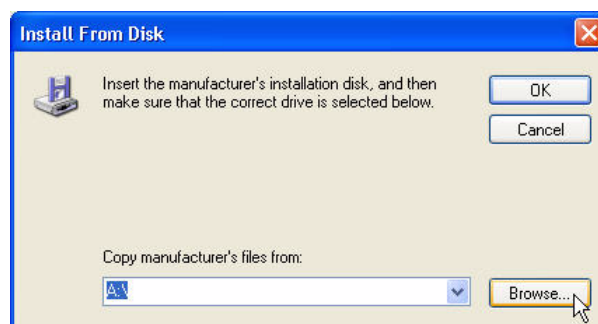 Install From Disk
Insert the manufacturer's installation disk, and then
make sure that the correct drive is selected below.
OK
Cancel
Copy manufacturer's files from:
A:\
Browse...